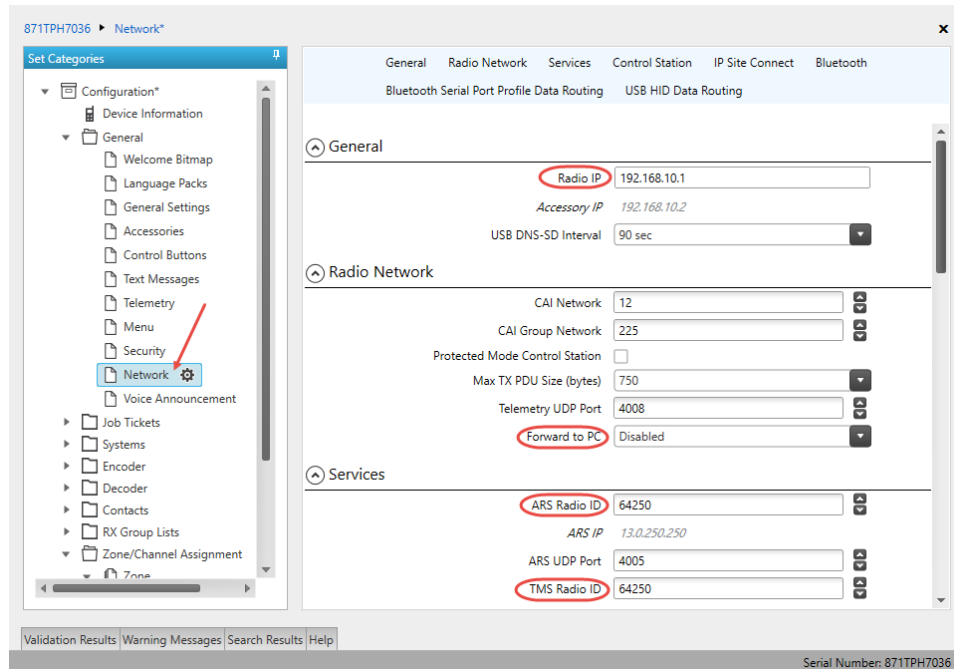 871TPH7036 Network*
Set Categories
Configuration*
Device Information
General
Welcome Bitmap
Language Packs
General Settings
Accessories
Control Buttons
Text Messages
Telemetry
Menu
Security
Network
Voice Announcement
Job Tickets
Systems
Encoder
Decoder
Contacts
RX Group Lists
Zone/Channel Assignment
Zone
General Radio Network Services Control Station IP Site Connect Bluetooth
Bluetooth Serial Port Profile Data Routing USB HID Data Routing
General
Radio IP 192.168.10.1
Accessory IP 192.168.10.2
USB DNS-SD Interval 90 sec
Radio Network
CAI Network 12
CAI Group Network 225
Protected Mode Control Station
Max TX PDU Size (bytes) 750
Telemetry UDP Port 4008
Forward to PC Disabled
Services
ARS Radio ID 64250
ARS IP 13.0.250.250
ARS UDP Port 4005
TMS Radio ID 64250
Validation Results Warning Messages Search Results Help
Serial Number: 871TPH7036